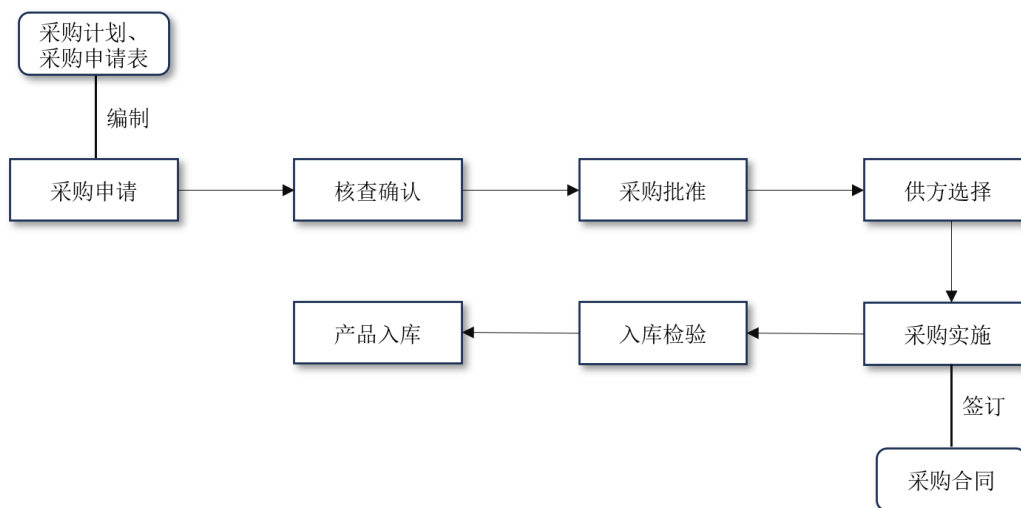 采购计划、
采购申请表
编制
采购申请
核查确认
采购批准
供方选择
产品入库
入库检验
采购实施
签订
采购合同